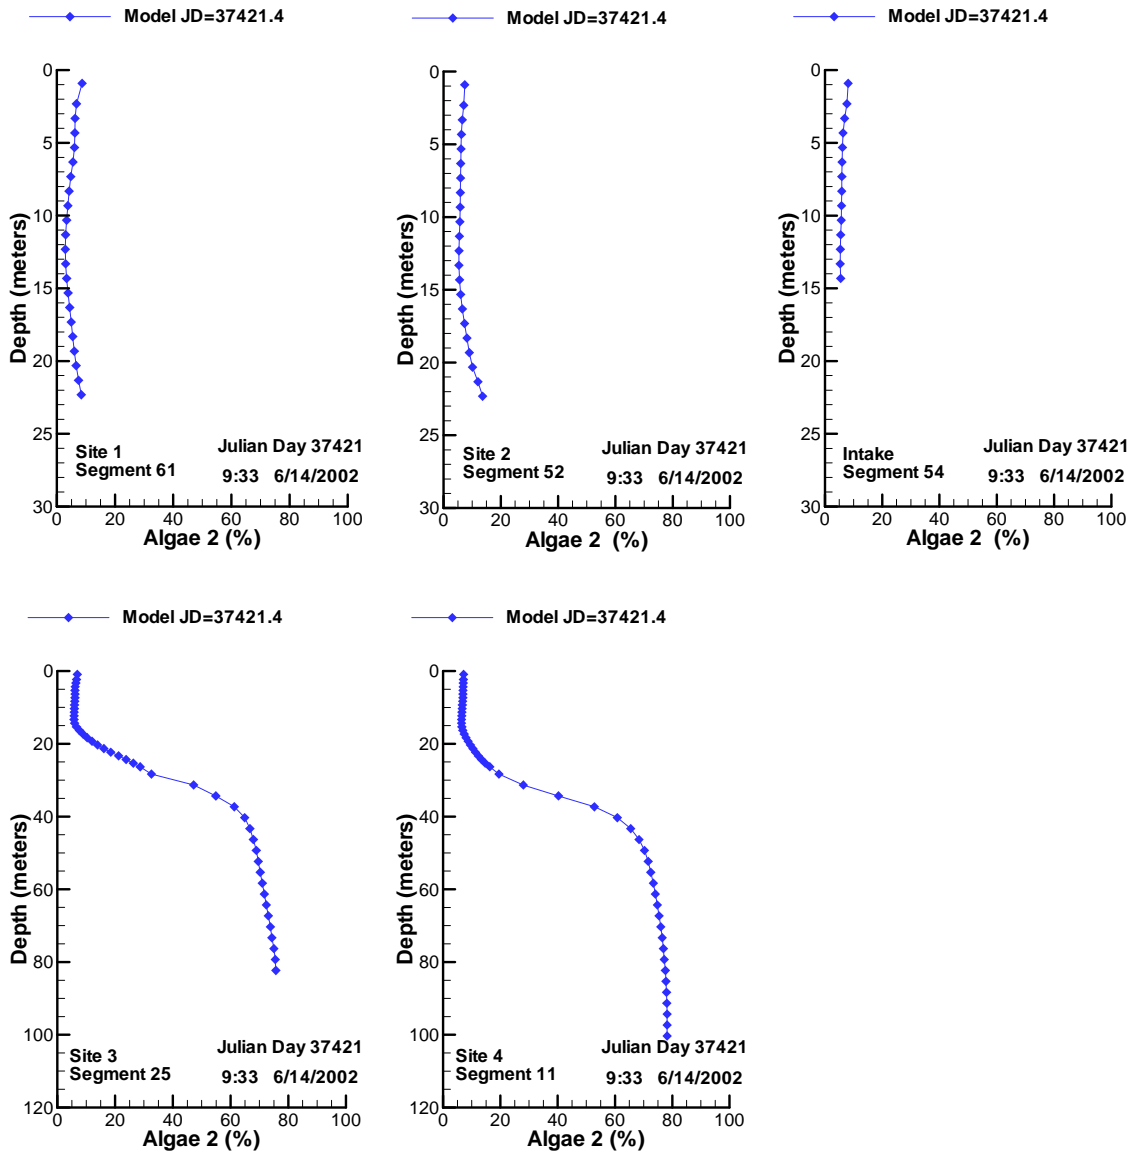 Model JD=37421.4
0
5
10
15
20
25
30
0 20 40 60 80 100
Depth (meters)
Algae 2 (%)
Site 1
Segment 61
Julian Day 37421
9:33 6/14/2002
Model JD=37421.4
0
5
10
15
20
25
30
0 20 40 60 80 100
Depth (meters)
Algae 2 (%)
Site 2
Segment 52
Julian Day 37421
9:33 6/14/2002
Model JD=37421.4
0
5
10
15
20
25
30
0 20 40 60 80 100
Depth (meters)
Algae 2 (%)
Intake
Segment 54
Julian Day 37421
9:33 6/14/2002
Model JD=37421.4
0
20
40
60
80
100
120
0 20 40 60 80 100
Depth (meters)
Algae 2 (%)
Site 3
Segment 25
Julian Day 37421
9:33 6/14/2002
Model JD=37421.4
0
20
40
60
80
100
120
0 20 40 60 80 100
Depth (meters)
Algae 2 (%)
Site 4
Segment 11
Julian Day 37421
9:33 6/14/2002